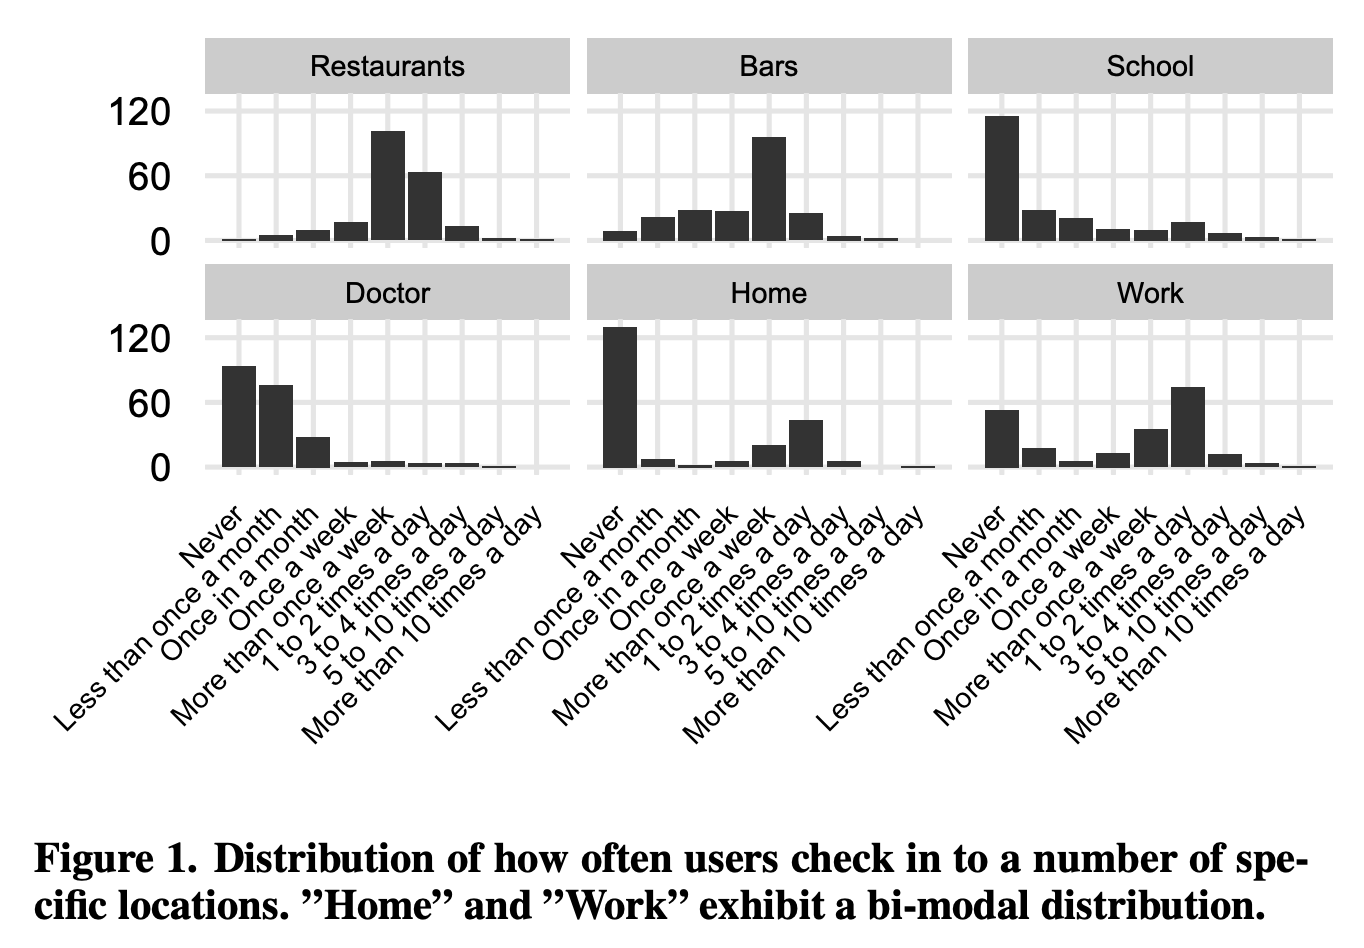 Restaurants Bars School
120
60
0
Doctor Home Work
120
60
0
Never
Less than once a month
Once in a month
Once a week
More than once a week
1 to 2 times a day
3 to 4 times a day
5 to 10 times a day
More than 10 times a day
Never
Less than once a month
Once in a month
Once a week
More than once a week
1 to 2 times a day
3 to 4 times a day
5 to 10 times a day
More than 10 times a day
Never
Less than once a month
Once in a month
Once a week
More than once a week
1 to 2 times a day
3 to 4 times a day
5 to 10 times a day
More than 10 times a day
Figure 1. Distribution of how often users check in to a number of spe-
cific locations. ”Home” and ”Work” exhibit a bi-modal distribution.